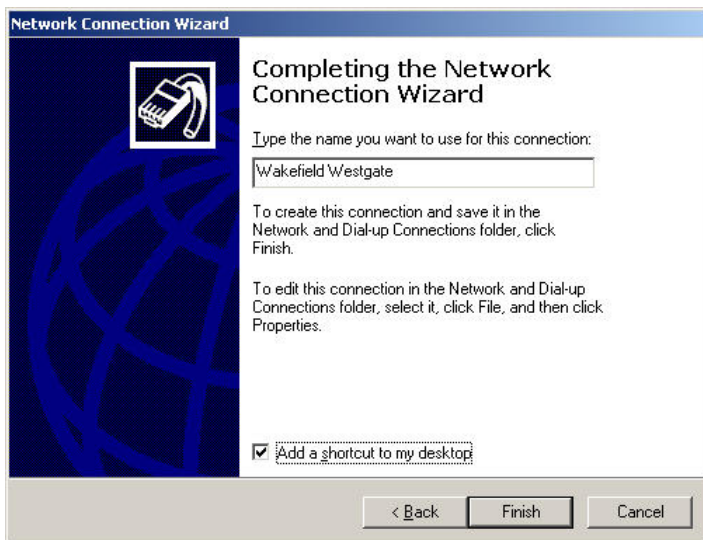 Network Connection Wizard
Completing the Network
Connection Wizard
Type the name you want to use for this connection:
Wakefield Westgate
To create this connection and save it in the
Network and Dial-up Connections folder, click
Finish.
To edit this connection in the Network and Dial-up
Connections folder, select it, click File, and then click
Properties.
Add a shortcut to my desktop
< Back
Finish
Cancel